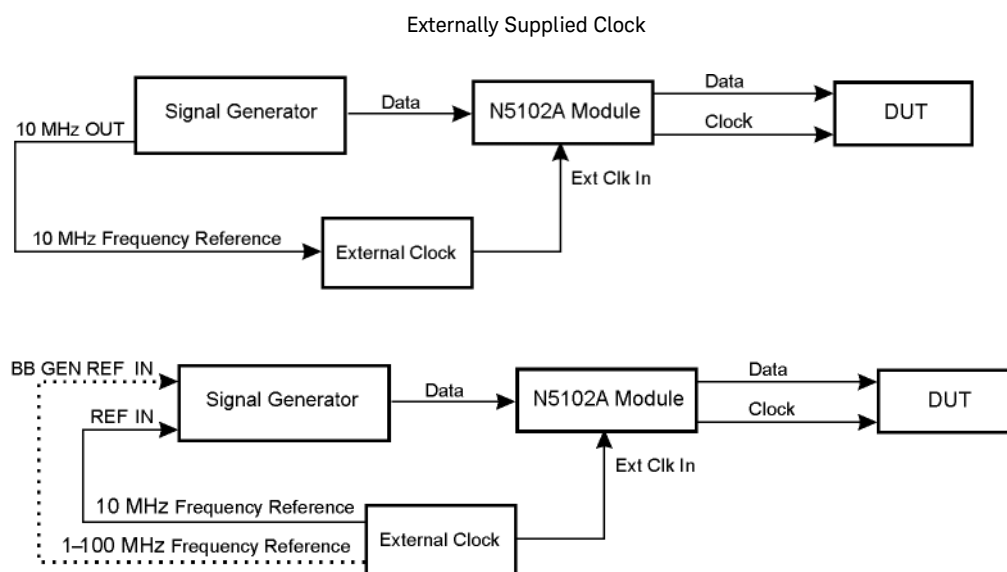 Externally Supplied Clock
Signal Generator
Data
N5102A Module
Data
Clock
DUT
10 MHz OUT
Ext Clk In
10 MHz Frequency Reference
External Clock
BB GEN REF IN
REF IN
Signal Generator
Data
N5102A Module
Data
Clock
DUT
Ext Clk In
10 MHz Frequency Reference
1–100 MHz Frequency Reference
External Clock